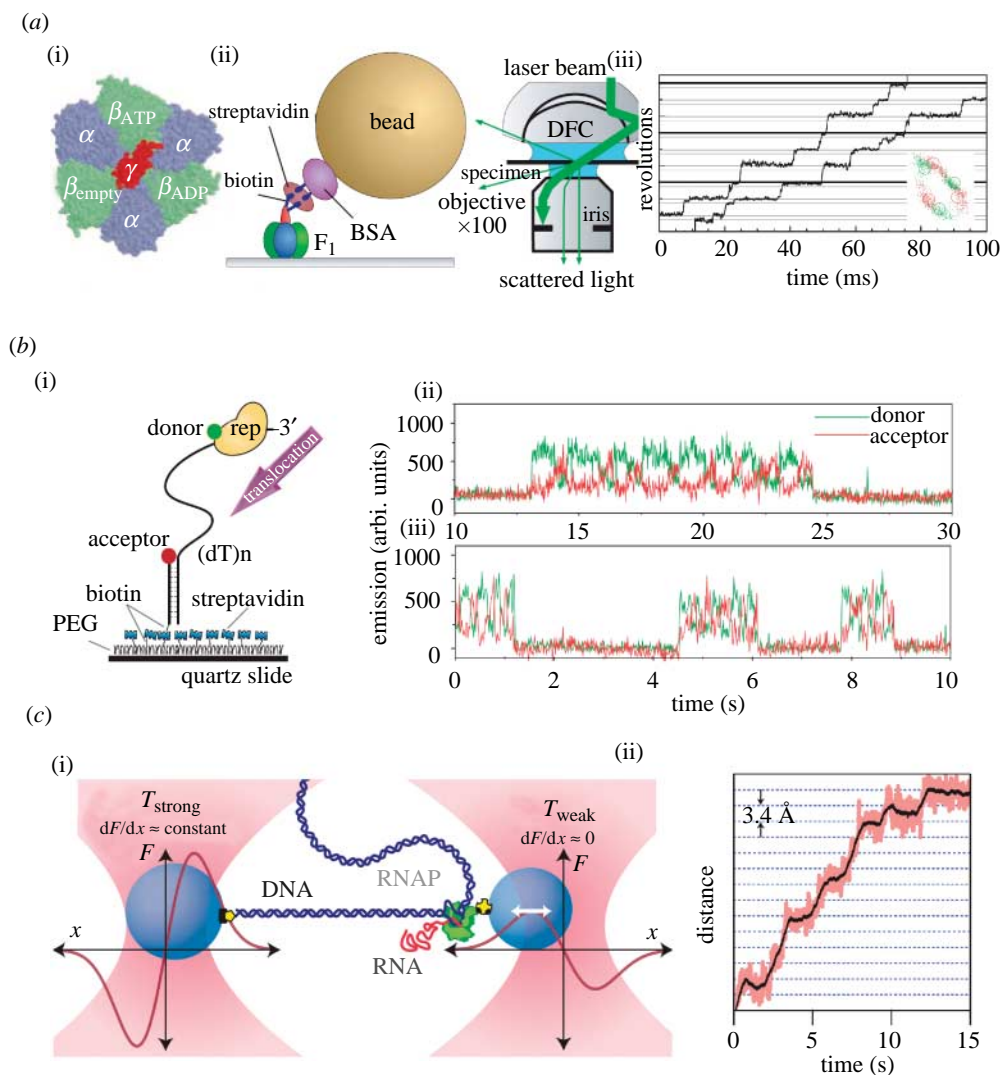 (a)
(i)
(ii)
(iii)
βATP
α
α
γ
βempty
βADP
α
streptavidin
biotin
bead
BSA
F1
laser beam
DFC
specimen
objective
×100
iris
scattered light
revolutions
0 20 40 60 80 100
time (ms)
(b)
(i)
donor
rep
3′
translocation
acceptor
(dT)n
biotin
streptavidin
PEG
quartz slide
(ii)
donor
acceptor
1000
500
0
10 15 20 25 30
(iii)
emission (arbi. units)
1000
500
0
0 2 4 6 8 10
time (s)
(c)
(i)
Tstrong
dF/dx ≈ constant
F
DNA
RNAP
RNA
x
Tweak
dF/dx ≈ 0
F
x
(ii)
3.4 Å
distance
0 5 10 15
time (s)